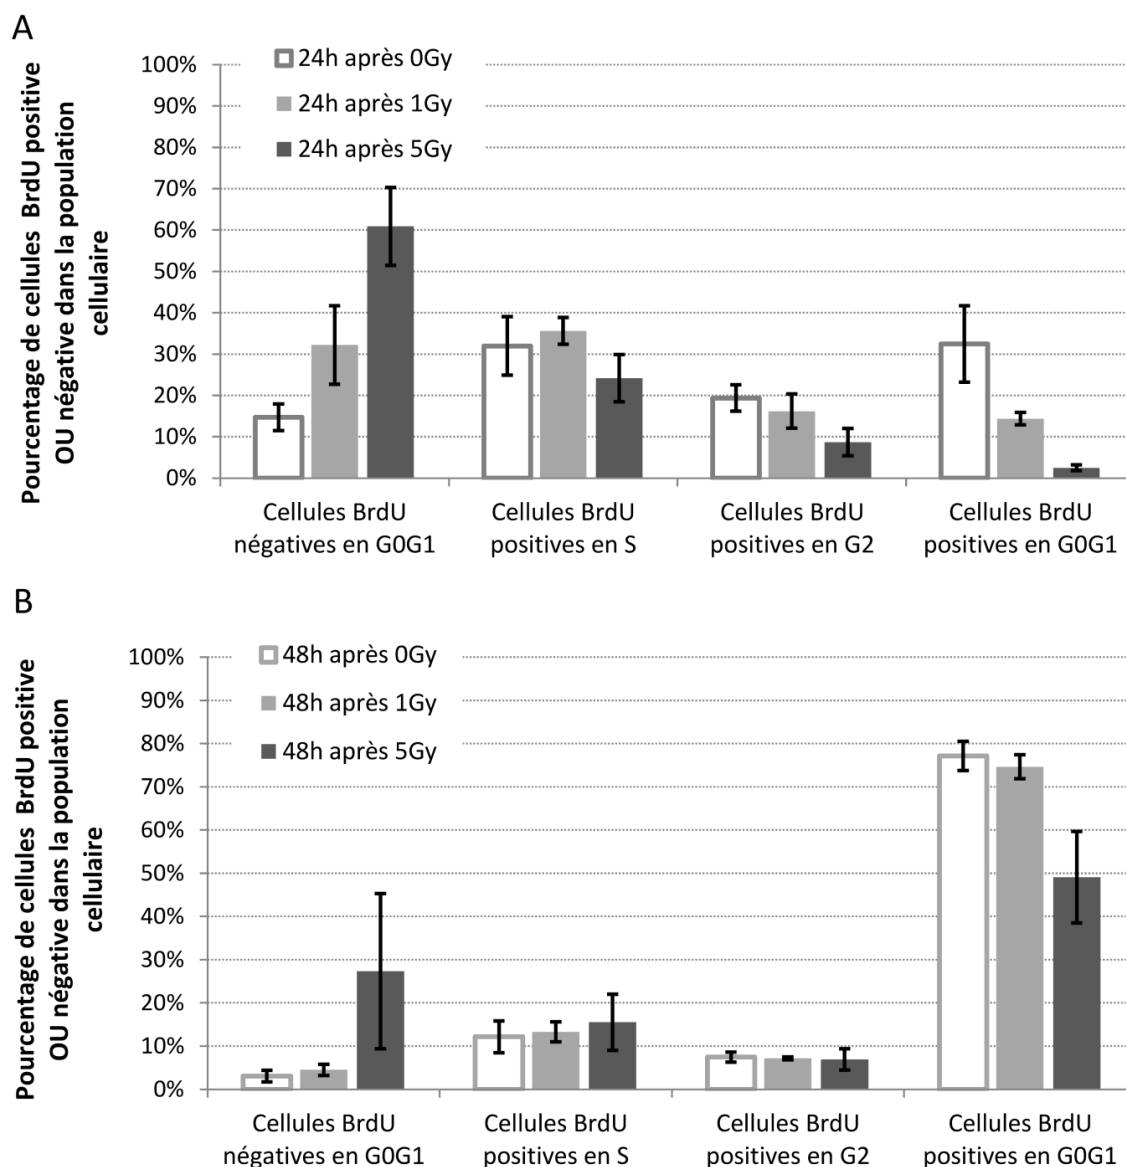 A
Pourcentage de cellules BrdU positive
OU négative dans la population
cellulaire
100%
90%
80%
70%
60%
50%
40%
30%
20%
10%
0%
24h après 0Gy
24h après 1Gy
24h après 5Gy
Cellules BrdU
négatives en G0G1
Cellules BrdU
positives en S
Cellules BrdU
positives en G2
Cellules BrdU
positives en G0G1
B
Pourcentage de cellules BrdU positive
OU négative dans la population
cellulaire
100%
90%
80%
70%
60%
50%
40%
30%
20%
10%
0%
48h après 0Gy
48h après 1Gy
48h après 5Gy
Cellules BrdU
négatives en G0G1
Cellules BrdU
positives en S
Cellules BrdU
positives en G2
Cellules BrdU
positives en G0G1